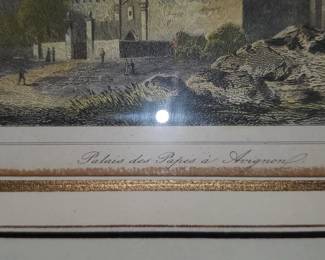 Palais des Papes à Avignon